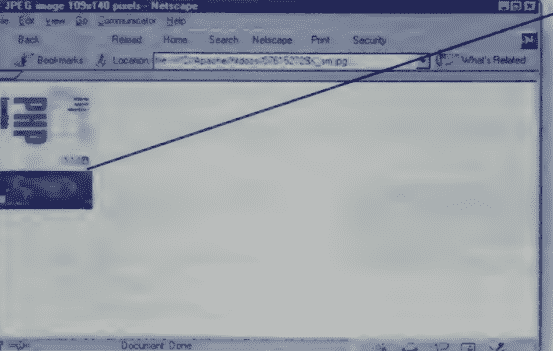 JPEG image 109x140 pixels - Netscape
Edit View Go Communicator Help
Back Reload Home Search Netscape Print Security
Bookmarks Location
What's Related
PHP
Document Done